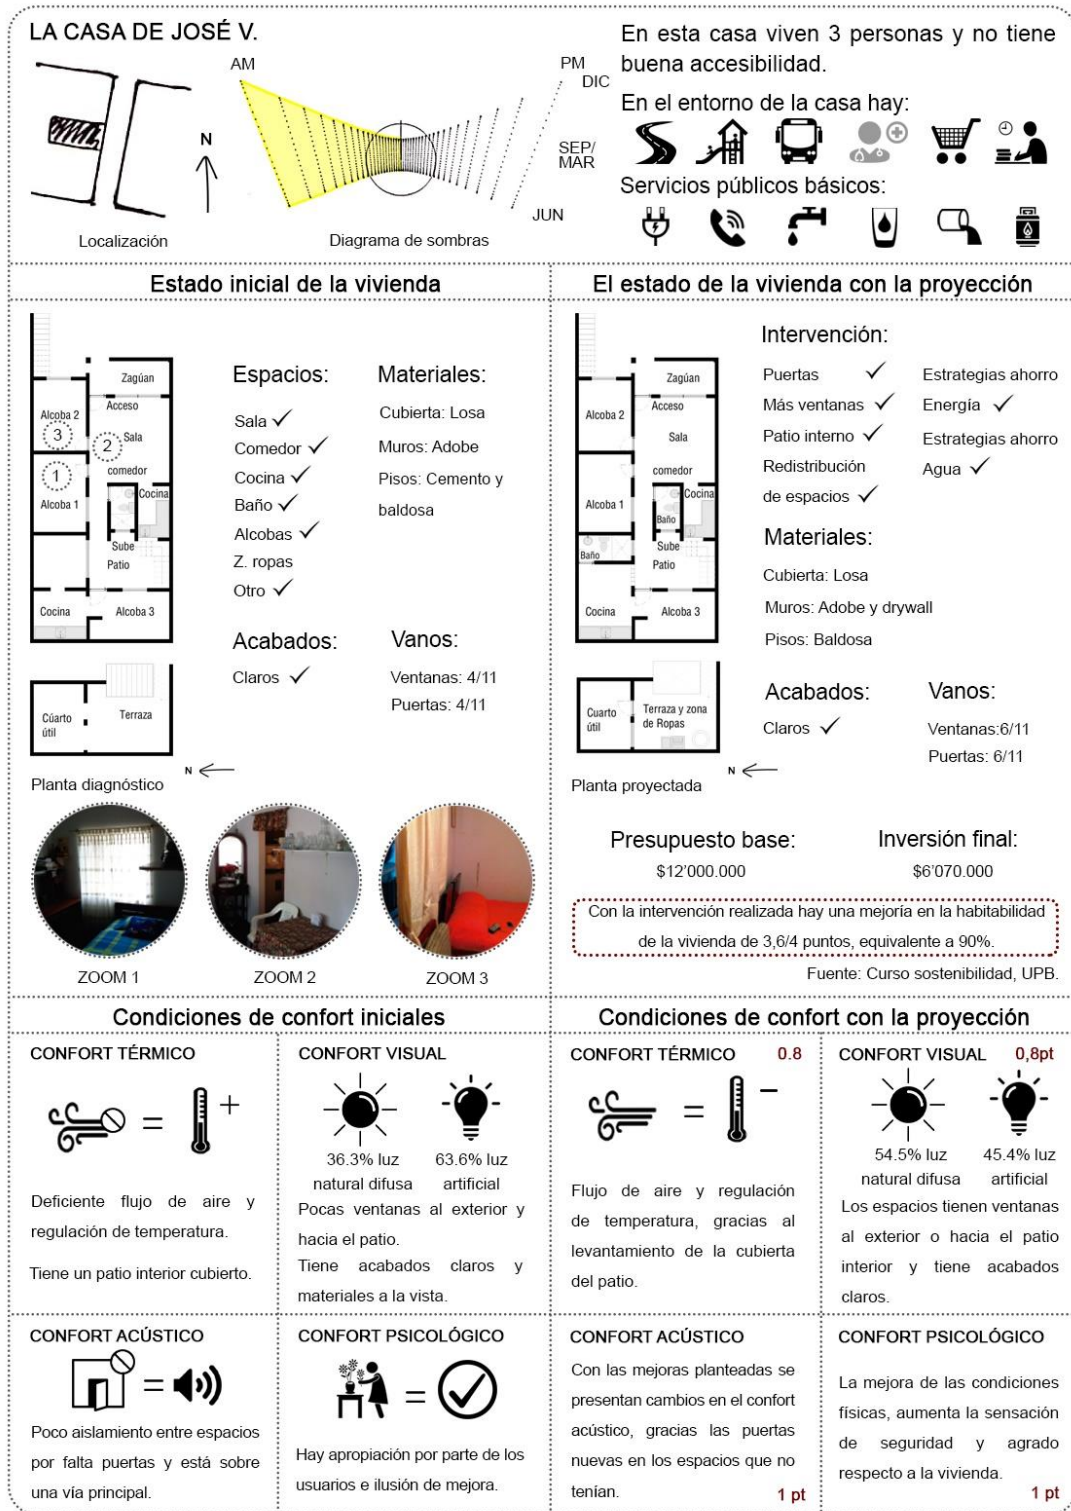 LA CASA DE JOSÉ V.
AM
PM
DIC
SEP/
MAR
JUN
N
Localización
Diagrama de sombras
En esta casa viven 3 personas y no tiene
buena accesibilidad.
En el entorno de la casa hay:
Servicios públicos básicos:
Estado inicial de la vivienda
Zagúan
Acceso
Alcoba 2
3
2
Sala
1
comedor
Alcoba 1
Cocina
Sube
Patio
Cocina
Alcoba 3
Cúarto
útil
Terraza
N
Planta diagnóstico
Espacios:
Sala ✓
Comedor ✓
Cocina ✓
Baño ✓
Alcobas ✓
Z. ropas
Otro ✓
Materiales:
Cubierta: Losa
Muros: Adobe
Pisos: Cemento y
baldosa
Acabados:
Claros ✓
Vanos:
Ventanas: 4/11
Puertas: 4/11
ZOOM 1
ZOOM 2
ZOOM 3
El estado de la vivienda con la proyección
Zagúan
Acceso
Alcoba 2
Sala
comedor
Alcoba 1
Cocina
Baño
Baño
Sube
Patio
Cocina
Alcoba 3
Cuarto
útil
Terraza y zona
de Ropas
N
Planta proyectada
Intervención:
Puertas ✓
Más ventanas ✓
Patio interno ✓
Redistribución
de espacios ✓
Estrategias ahorro
Energía ✓
Estrategias ahorro
Agua ✓
Materiales:
Cubierta: Losa
Muros: Adobe y drywall
Pisos: Baldosa
Acabados:
Claros ✓
Vanos:
Ventanas:6/11
Puertas: 6/11
Presupuesto base:
$12'000.000
Inversión final:
$6'070.000
Con la intervención realizada hay una mejoría en la habitabilidad
de la vivienda de 3,6/4 puntos, equivalente a 90%.
Fuente: Curso sostenibilidad, UPB.
Condiciones de confort iniciales
CONFORT TÉRMICO
= +
Deficiente flujo de aire y
regulación de temperatura.
Tiene un patio interior cubierto.
CONFORT VISUAL
36.3% luz
natural difusa
63.6% luz
artificial
Pocas ventanas al exterior y
hacia el patio.
Tiene acabados claros y
materiales a la vista.
CONFORT ACÚSTICO
=
Poco aislamiento entre espacios
por falta puertas y está sobre
una vía principal.
CONFORT PSICOLÓGICO
=
Hay apropiación por parte de los
usuarios e ilusión de mejora.
Condiciones de confort con la proyección
CONFORT TÉRMICO 0.8
= −
Flujo de aire y regulación
de temperatura, gracias al
levantamiento de la cubierta
del patio.
CONFORT VISUAL 0,8pt
54.5% luz
natural difusa
45.4% luz
artificial
Los espacios tienen ventanas
al exterior o hacia el patio
interior y tiene acabados
claros.
CONFORT ACÚSTICO
Con las mejoras planteadas se
presentan cambios en el confort
acústico, gracias las puertas
nuevas en los espacios que no
tenían.
1 pt
CONFORT PSICOLÓGICO
La mejora de las condiciones
físicas, aumenta la sensación
de seguridad y agrado
respecto a la vivienda.
1 pt